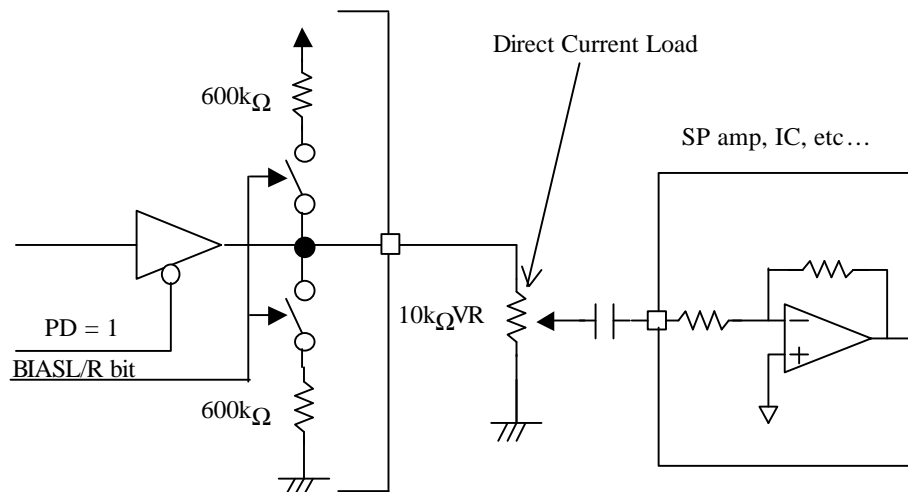 Direct Current Load
600kΩ
SP amp, IC, etc…
10kΩVR
PD = 1
BIASL/R bit
600kΩ